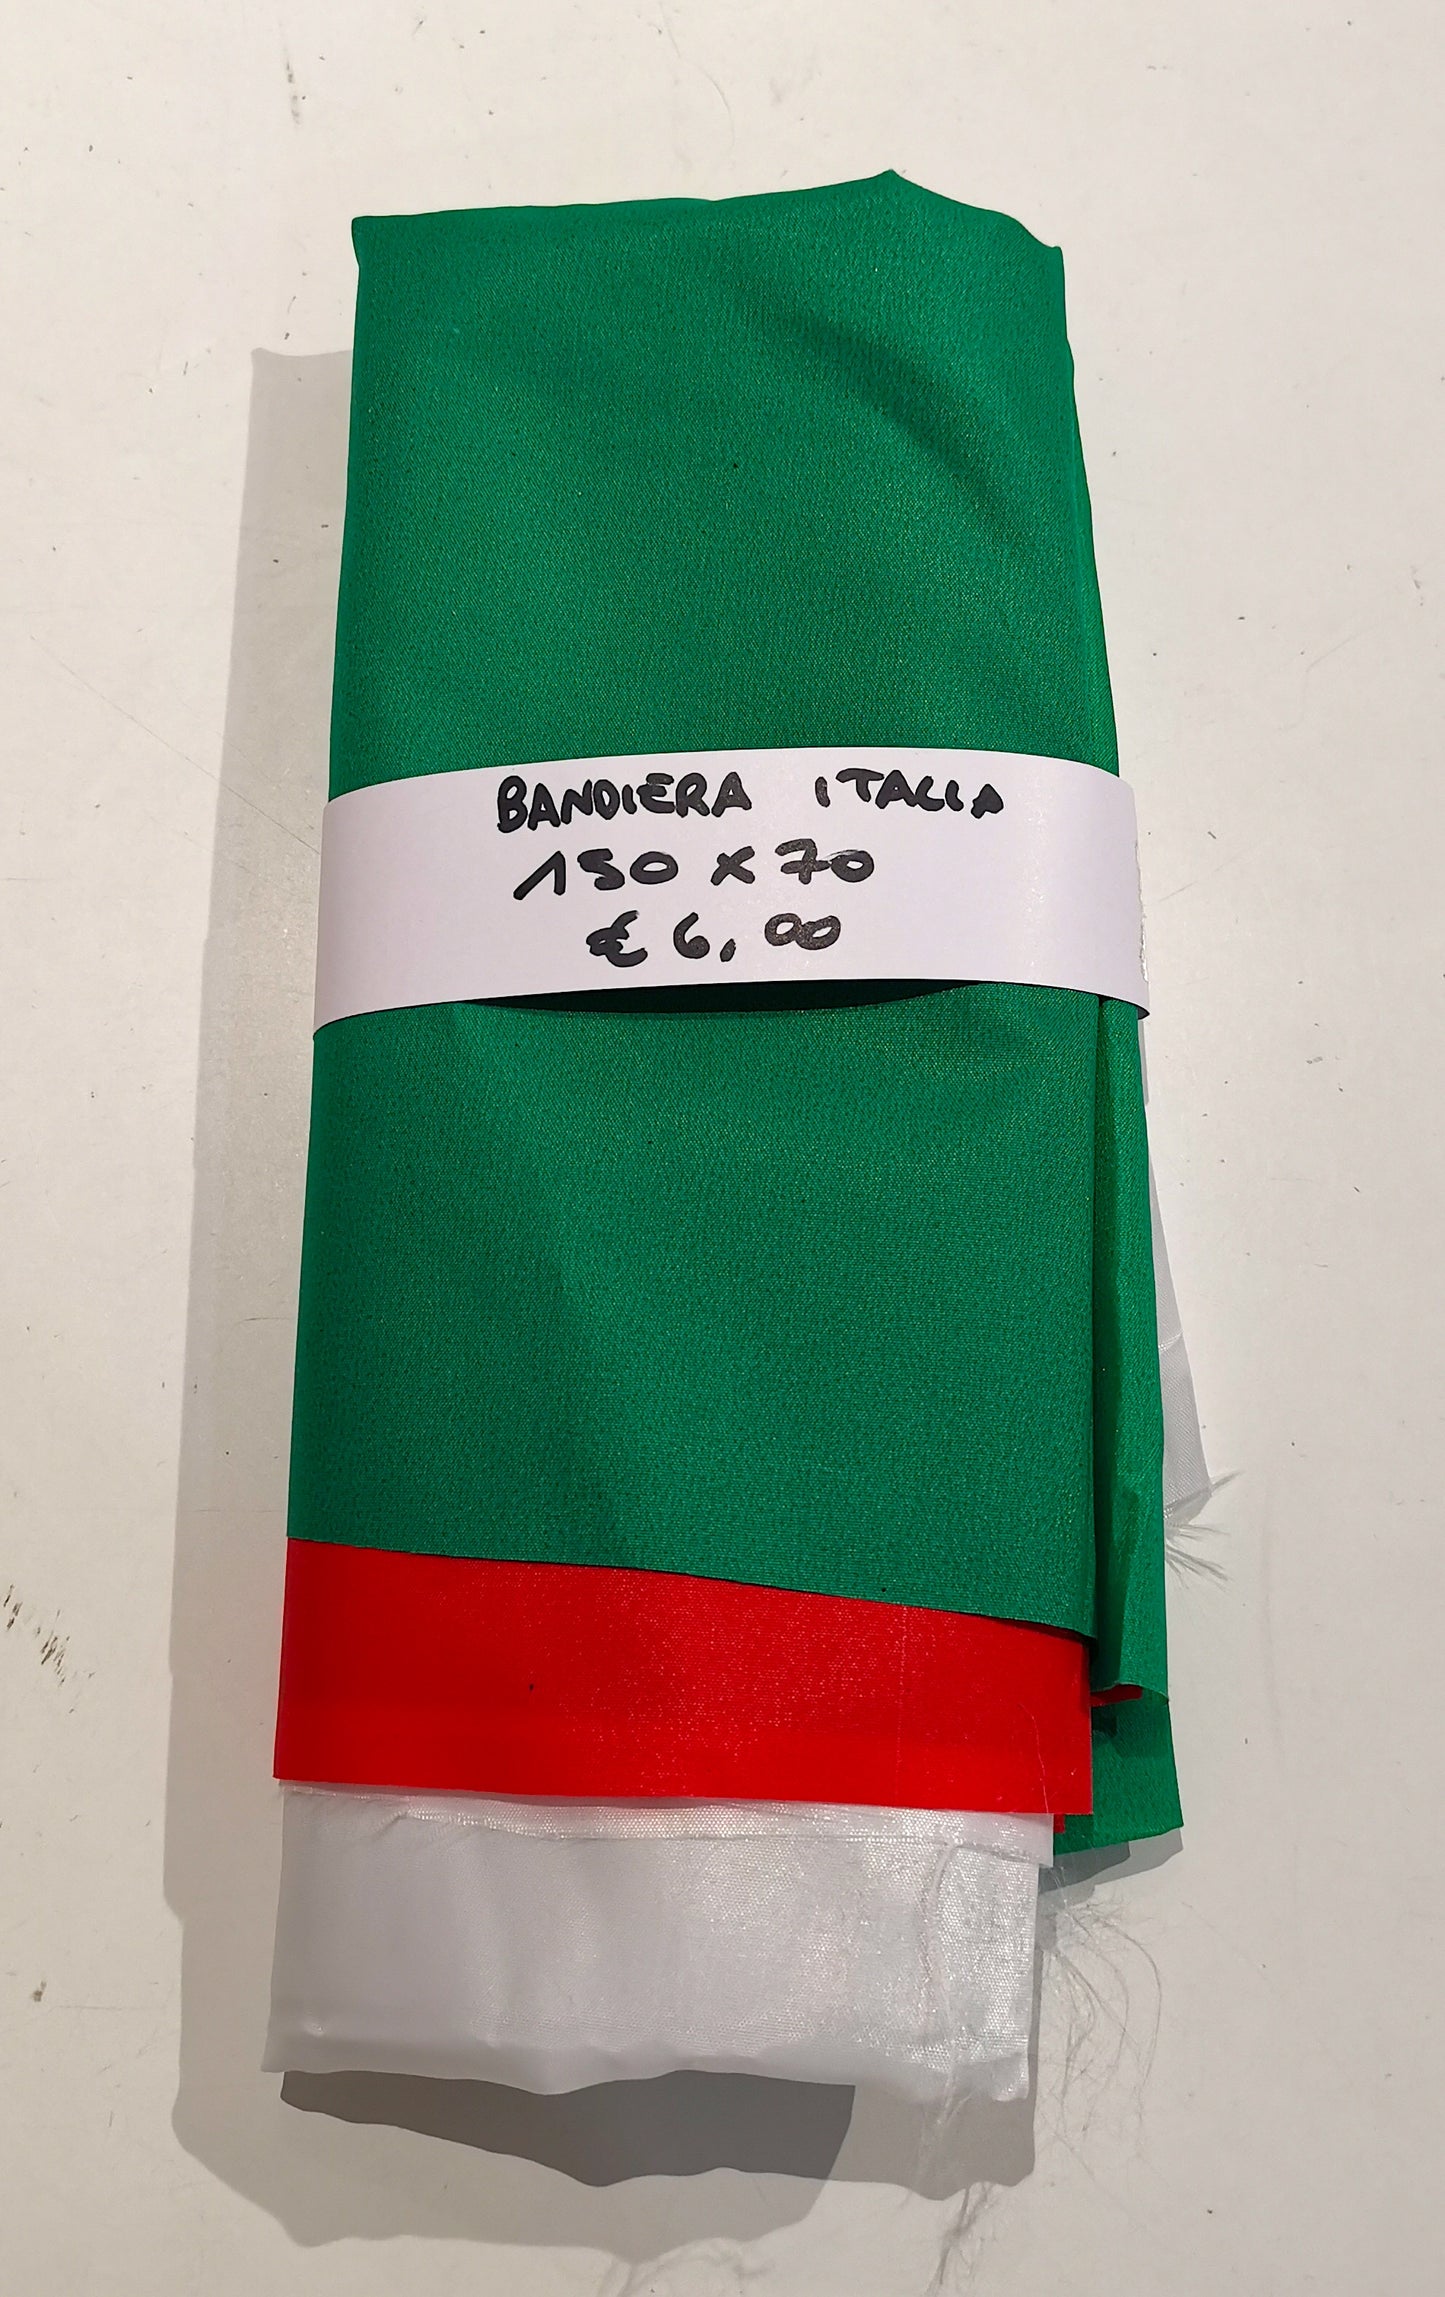 BANDIERA ITALIA
150 x 70
€ 6,00